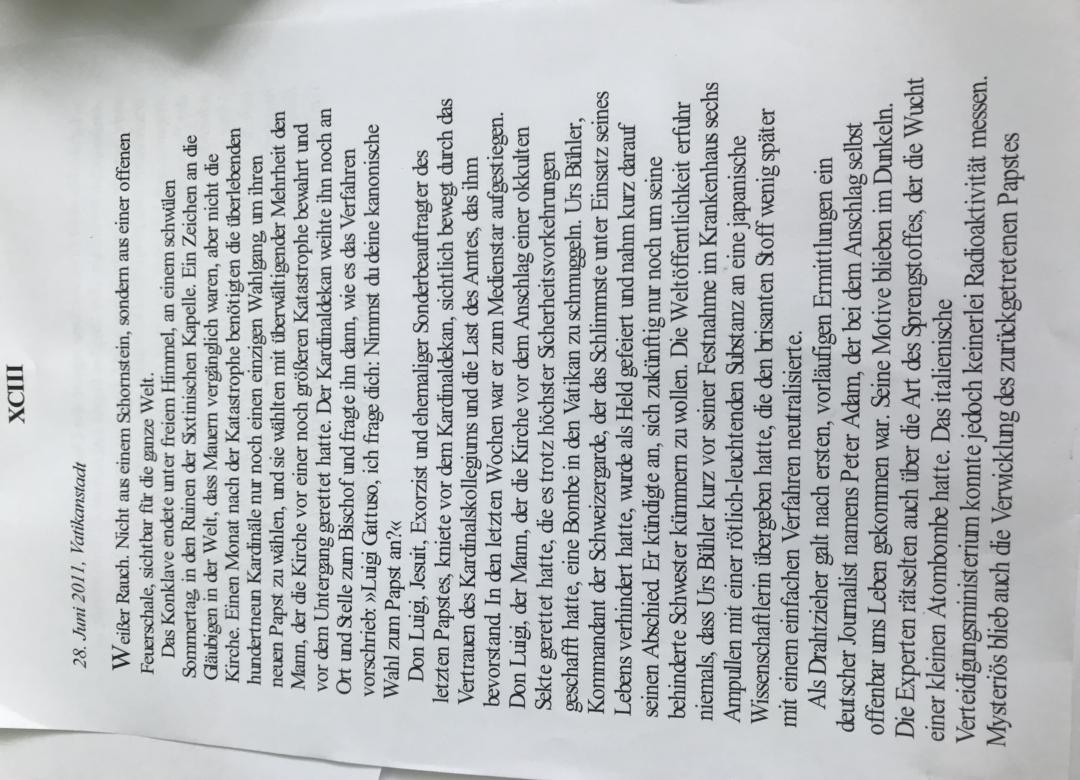 XCIII
28. Juni 2011, Vatikanstadt
Weißer Rauch. Nicht aus einem Schornstein, sondern aus einer offenen
Feuerschale, sichtbar für die ganze Welt.
Das Konklave endete unter freiem Himmel, an einem schwülen
Sommertag, in den Ruinen der Sixtinischen Kapelle. Ein Zeichen an die
Gläubigen in der Welt, dass Mauern vergänglich waren, aber nicht die
Kirche. Einen Monat nach der Katastrophe benötigten die überlebenden
hundertneun Kardinäle nur noch einen einzigen Wahlgang, um ihren
neuen Papst zu wählen, und sie wählten mit überwältigender Mehrheit den
Mann, der die Kirche vor einer noch größeren Katastrophe bewahrt und
vor dem Untergang gerettet hatte. Der Kardinaldekan weihte ihn noch an
Ort und Stelle zum Bischof und fragte ihn dann, wie es das Verfahren
vorschrieb: »Luigi Gattuso, ich frage dich: Nimmst du deine kanonische
Wahl zum Papst an?«
Don Luigi, Jesuit, Exorzist und ehemaliger Sonderbeauftragter des
letzten Papstes, kniete vor dem Kardinaldekan, sichtlich bewegt durch das
Vertrauen des Kardinalskollegiums und die Last des Amtes, das ihm
bevorstand. In den letzten Wochen war er zum Medienstar aufgestiegen.
Don Luigi, der Mann, der die Kirche vor dem Anschlag einer okkulten
Sekte gerettet hatte, die es trotz höchster Sicherheitsvorkehrungen
geschafft hatte, eine Bombe in den Vatikan zu schmuggeln. Urs Bühler,
Kommandant der Schweizergarde, der das Schlimmste unter Einsatz seines
Lebens verhindert hatte, wurde als Held gefeiert und nahm kurz darauf
seinen Abschied. Er kündigte an, sich zukünftig nur noch um seine
behinderte Schwester kümmern zu wollen. Die Weltöffentlichkeit erfuhr
niemals, dass Urs Bühler kurz vor seiner Festnahme im Krankenhaus sechs
Ampullen mit einer rötlich-leuchtenden Substanz an eine japanische
Wissenschaftlerin übergeben hatte, die den brisanten Stoff wenig später
mit einem einfachen Verfahren neutralisierte.
Als Drahtzieher galt nach ersten, vorläufigen Ermittlungen ein
deutscher Journalist namens Peter Adam, der bei dem Anschlag selbst
offenbar ums Leben gekommen war. Seine Motive blieben im Dunkeln.
Die Experten rätselten auch über die Art des Sprengstoffes, der die Wucht
einer kleinen Atombombe hatte. Das italienische
Verteidigungsministerium konnte jedoch keinerlei Radioaktivität messen.
Mysteriös blieb auch die Verwicklung des zurückgetretenen Papstes